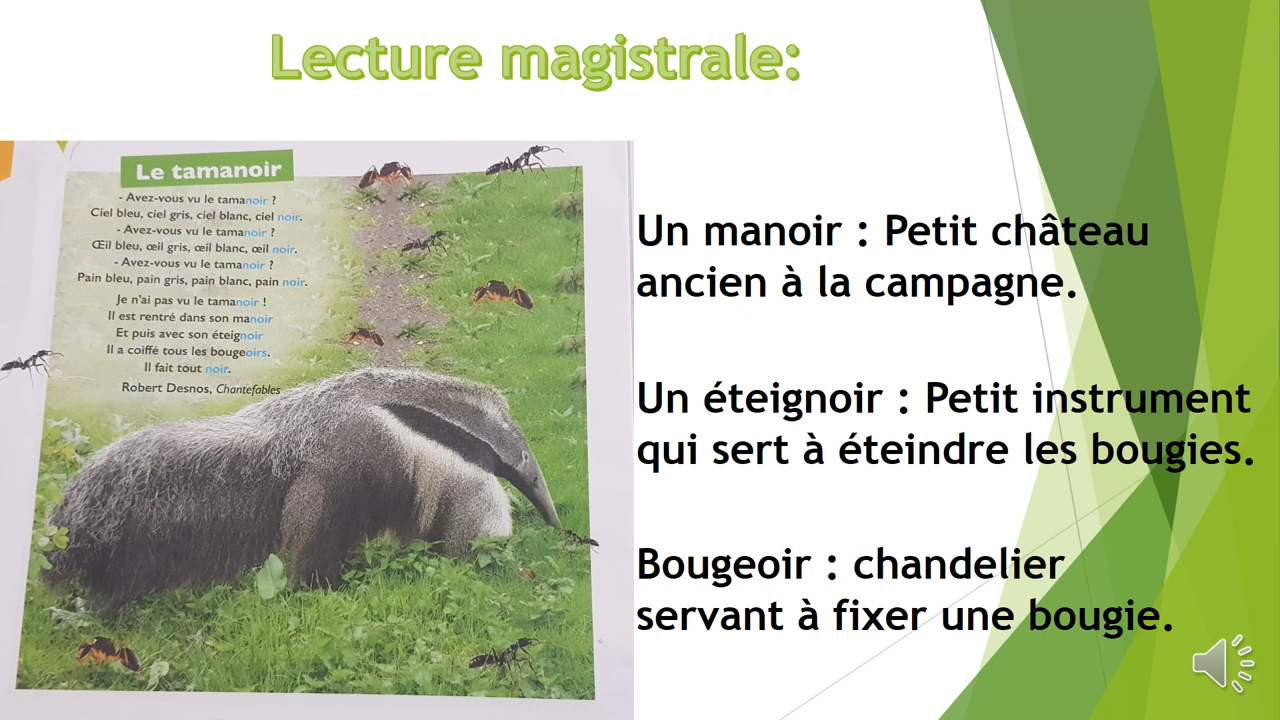 Lecture magistrale:
Le tamanoir
- Avez-vous vu le tamanoir ?
Ciel bleu, ciel gris, ciel blanc, ciel noir.
- Avez-vous vu le tamanoir ?
Œil bleu, œil gris, œil blanc, œil noir.
- Avez-vous vu le tamanoir ?
Pain bleu, pain gris, pain blanc, pain noir.
Je n'ai pas vu le tamanoir !
Il est rentré dans son manoir
Et puis avec son éteignoir
Il a coiffé tous les bougeoirs.
Il fait tout noir.
Robert Desnos, Chantefables
Un manoir : Petit château
ancien à la campagne.
Un éteignoir : Petit instrument
qui sert à éteindre les bougies.
Bougeoir : chandelier
servant à fixer une bougie.